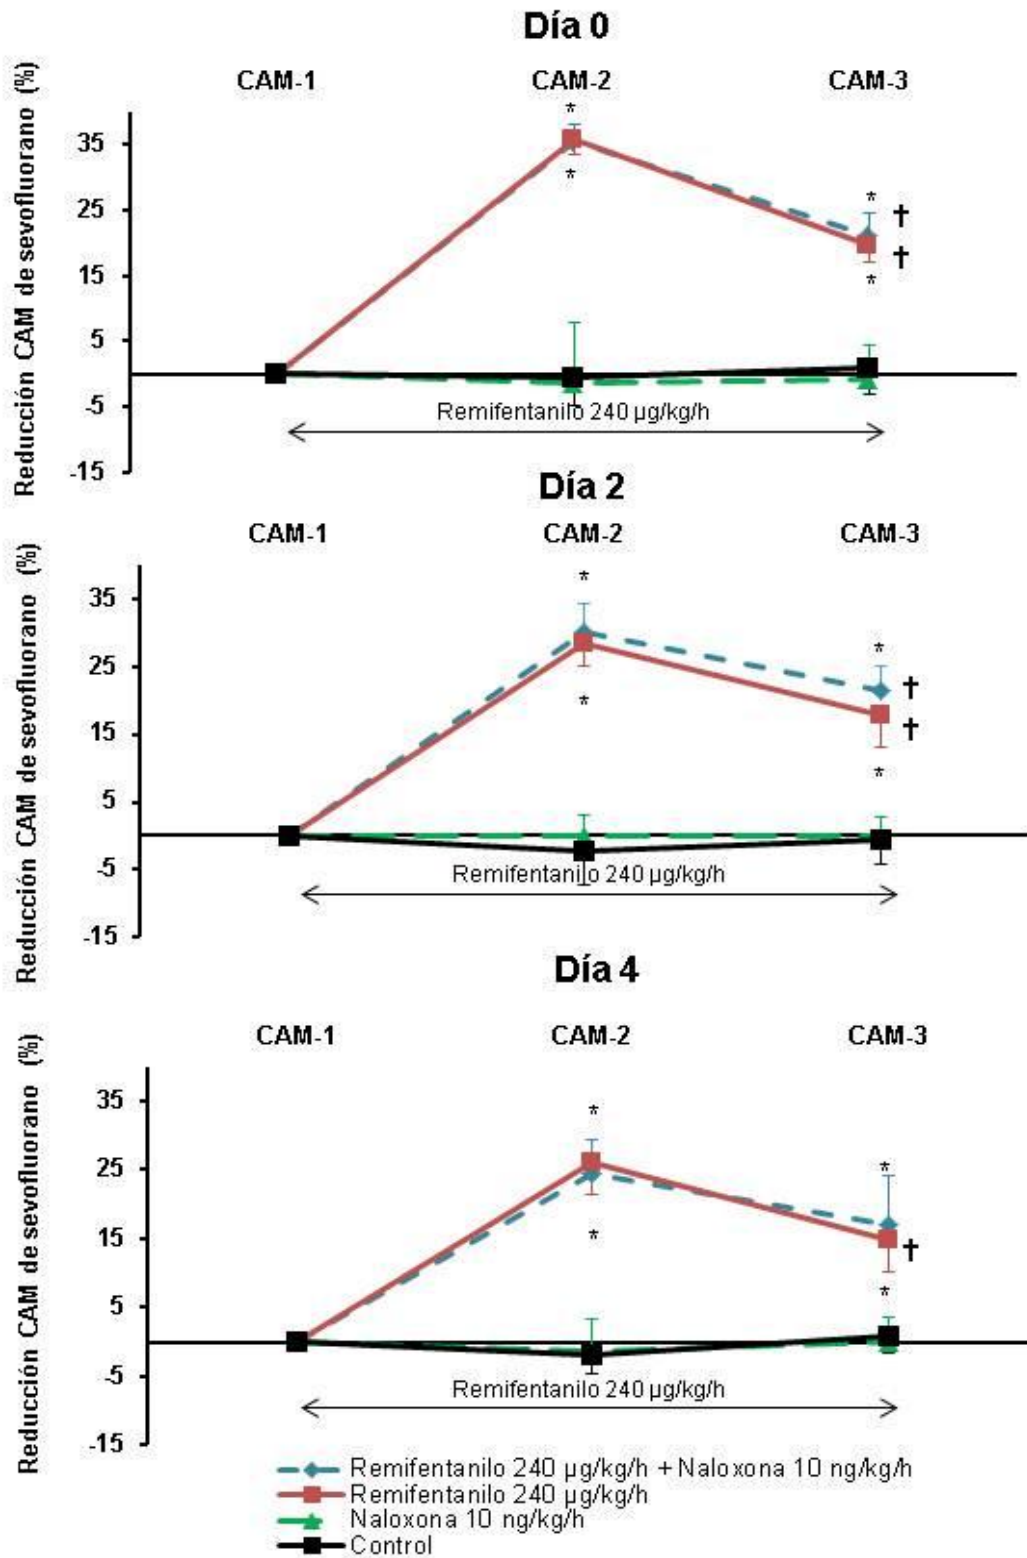 Día 0
CAM-1 CAM-2 CAM-3
Reducción CAM de sevofluorano (%)
35
25
15
5
-5
-15
*
*
*
†
†
*
Remifentanilo 240 µg/kg/h
Día 2
CAM-1 CAM-2 CAM-3
Reducción CAM de sevofluorano (%)
35
25
15
5
-5
-15
*
*
*
†
†
*
Remifentanilo 240 µg/kg/h
Día 4
CAM-1 CAM-2 CAM-3
Reducción CAM de sevofluorano (%)
35
25
15
5
-5
-15
*
*
*
†
*
Remifentanilo 240 µg/kg/h
Remifentanilo 240 µg/kg/h + Naloxona 10 ng/kg/h
Remifentanilo 240 µg/kg/h
Naloxona 10 ng/kg/h
Control